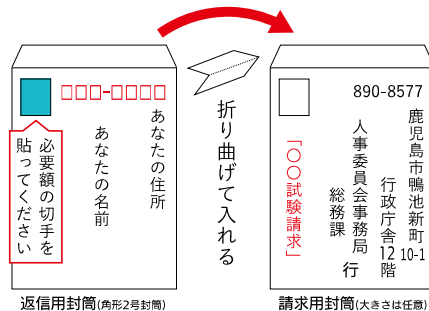 □□□-□□□□
あなたの住所
あなたの名前
必要額の切手を
貼ってください
返信用封筒(角形2号封筒)
折り曲げて入れる
890-8577
鹿児島市鴨池新町10-1
行政庁舎12階
人事委員会事務局
総務課
行
「〇〇試験請求」
請求用封筒(大きさは任意)